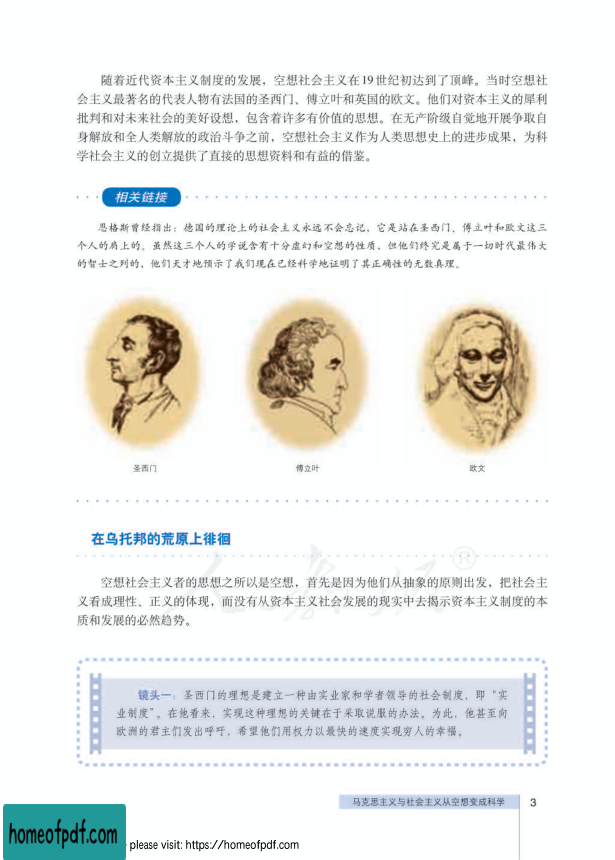 随着近代资本主义制度的发展，空想社会主义在19世纪初达到了顶峰。当时空想社
会主义最著名的代表人物有法国的圣西门、傅立叶和英国的欧文。他们对资本主义的犀利
批判和对未来社会的美好设想，包含着许多有价值的思想。在无产阶级自觉地开展争取自
身解放和全人类解放的政治斗争之前，空想社会主义作为人类思想史上的进步成果，为科
学社会主义的创立提供了直接的思想资料和有益的借鉴。
相关链接
恩格斯曾经指出：德国的理论上的社会主义永远不会忘记，它是站在圣西门、傅立叶和欧文这三
个人的肩上的。虽然这三个人的学说含有十分虚幻和空想的性质，但他们终究是属于一切时代最伟大
的智士之列的，他们天才地预示了我们现在已经科学地证明了其正确性的无数真理。
圣西门
傅立叶
欧文
在乌托邦的荒原上徘徊
空想社会主义者的思想之所以是空想，首先是因为他们从抽象的原则出发，把社会主
义看成理性、正义的体现，而没有从资本主义社会发展的现实中去揭示资本主义制度的本
质和发展的必然趋势。
镜头一：圣西门的理想是建立一种由实业家和学者领导的社会制度，即“实
业制度”。在他看来，实现这种理想的关键在于采取说服的办法。为此，他甚至向
欧洲的君主们发出呼吁，希望他们用权力以最快的速度实现穷人的幸福。
马克思主义与社会主义从空想变成科学 3
homeofpdf.com
please visit: https://homeofpdf.com